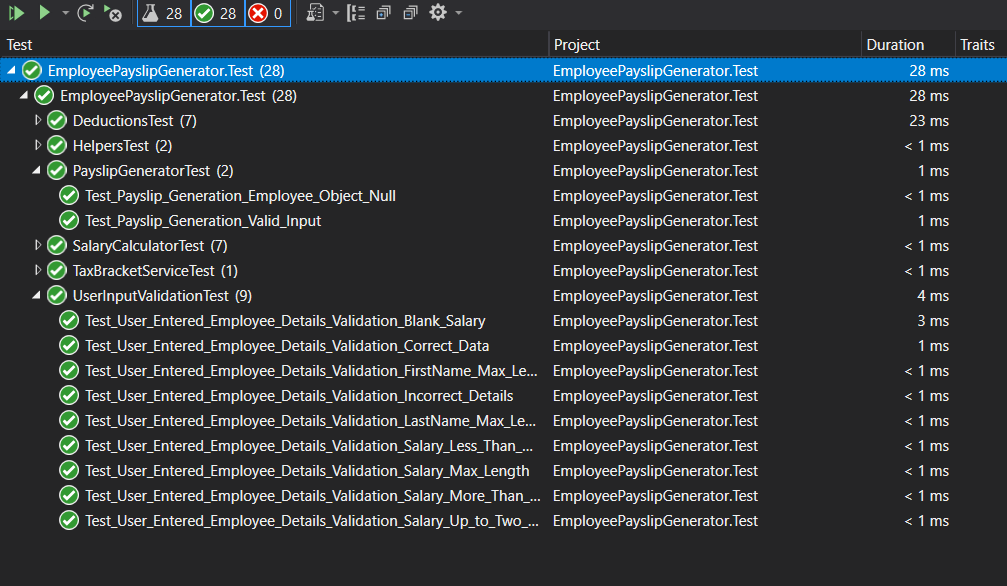 28 28 0
Test Project Duration Traits
EmployeePayslipGenerator.Test (28) EmployeePayslipGenerator.Test 28 ms
EmployeePayslipGenerator.Test (28) EmployeePayslipGenerator.Test 28 ms
DeductionsTest (7) EmployeePayslipGenerator.Test 23 ms
HelpersTest (2) EmployeePayslipGenerator.Test < 1 ms
PayslipGeneratorTest (2) EmployeePayslipGenerator.Test 1 ms
Test_Payslip_Generation_Employee_Object_Null EmployeePayslipGenerator.Test < 1 ms
Test_Payslip_Generation_Valid_Input EmployeePayslipGenerator.Test 1 ms
SalaryCalculatorTest (7) EmployeePayslipGenerator.Test < 1 ms
TaxBracketServiceTest (1) EmployeePayslipGenerator.Test < 1 ms
UserInputValidationTest (9) EmployeePayslipGenerator.Test 4 ms
Test_User_Entered_Employee_Details_Validation_Blank_Salary EmployeePayslipGenerator.Test 3 ms
Test_User_Entered_Employee_Details_Validation_Correct_Data EmployeePayslipGenerator.Test 1 ms
Test_User_Entered_Employee_Details_Validation_FirstName_Max_Le... EmployeePayslipGenerator.Test < 1 ms
Test_User_Entered_Employee_Details_Validation_Incorrect_Details EmployeePayslipGenerator.Test < 1 ms
Test_User_Entered_Employee_Details_Validation_LastName_Max_Le... EmployeePayslipGenerator.Test < 1 ms
Test_User_Entered_Employee_Details_Validation_Salary_Less_Than_... EmployeePayslipGenerator.Test < 1 ms
Test_User_Entered_Employee_Details_Validation_Salary_Max_Length EmployeePayslipGenerator.Test < 1 ms
Test_User_Entered_Employee_Details_Validation_Salary_More_Than_... EmployeePayslipGenerator.Test < 1 ms
Test_User_Entered_Employee_Details_Validation_Salary_Up_to_Two_... EmployeePayslipGenerator.Test < 1 ms